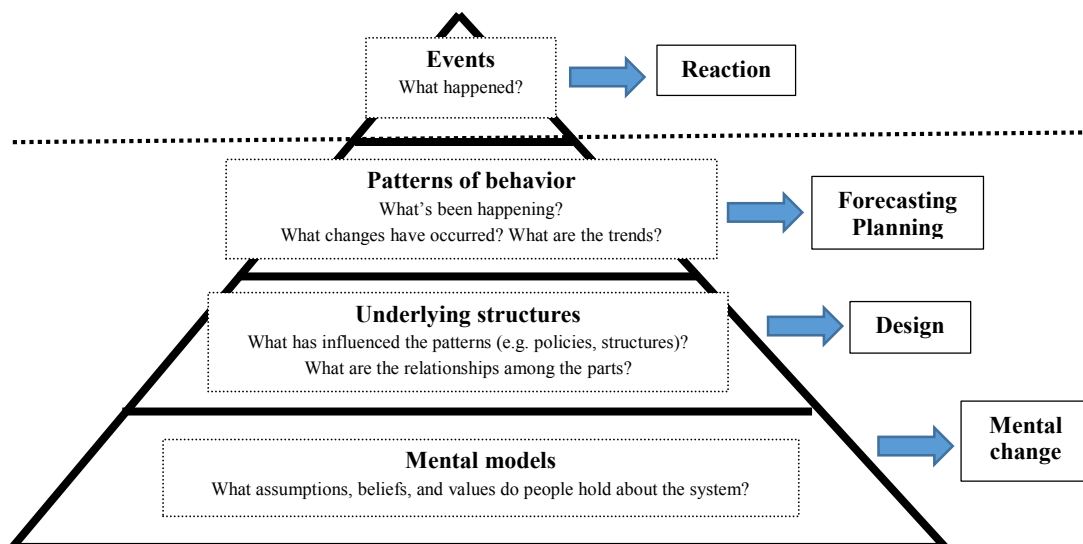 Events
What happened?
Reaction
Patterns of behavior
What's been happening?
What changes have occurred? What are the trends?
Forecasting
Planning
Underlying structures
What has influenced the patterns (e.g. policies, structures)?
What are the relationships among the parts?
Design
Mental models
What assumptions, beliefs, and values do people hold about the system?
Mental
change